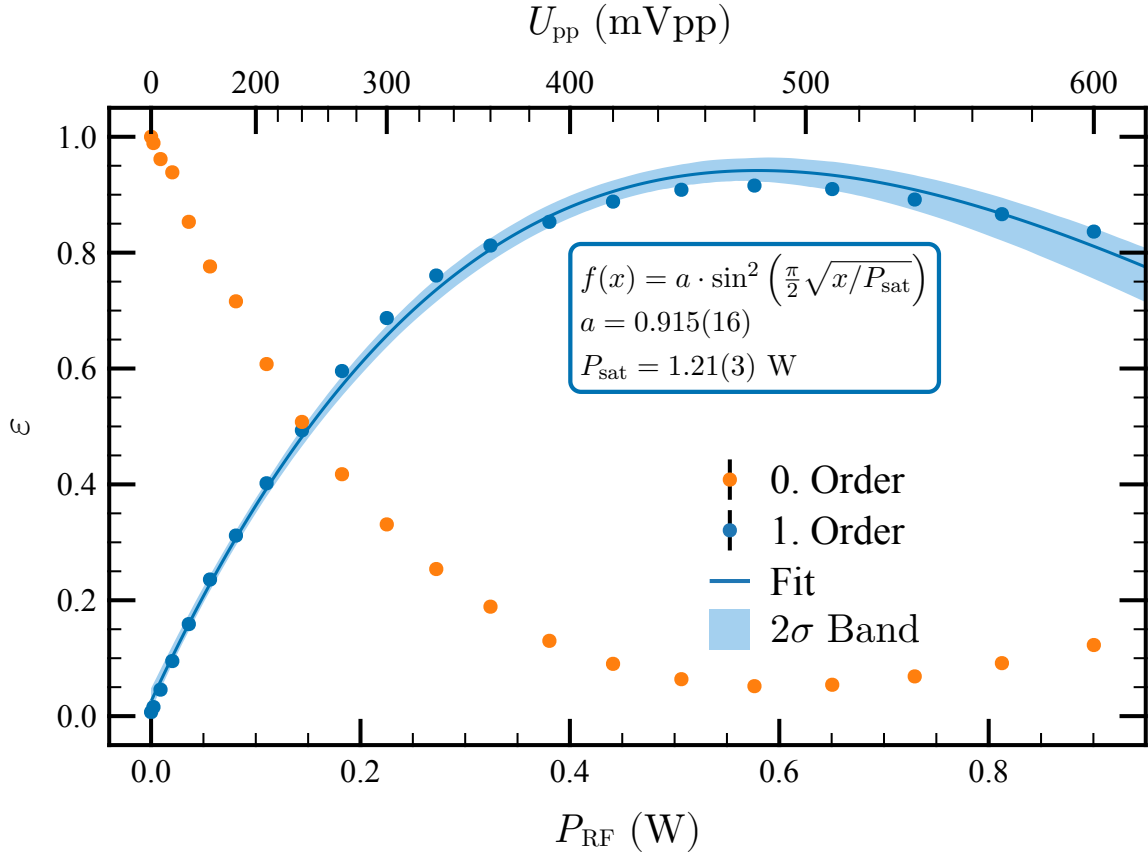 U_pp (mVpp)
0 200 300 400 500 600
1.0
0.8
0.6
0.4
0.2
0.0
ε
f(x) = a · sin² (π/2 √(x/P_sat))
a = 0.915(16)
P_sat = 1.21(3) W
0. Order
1. Order
Fit
2σ Band
0.0 0.2 0.4 0.6 0.8
P_RF (W)